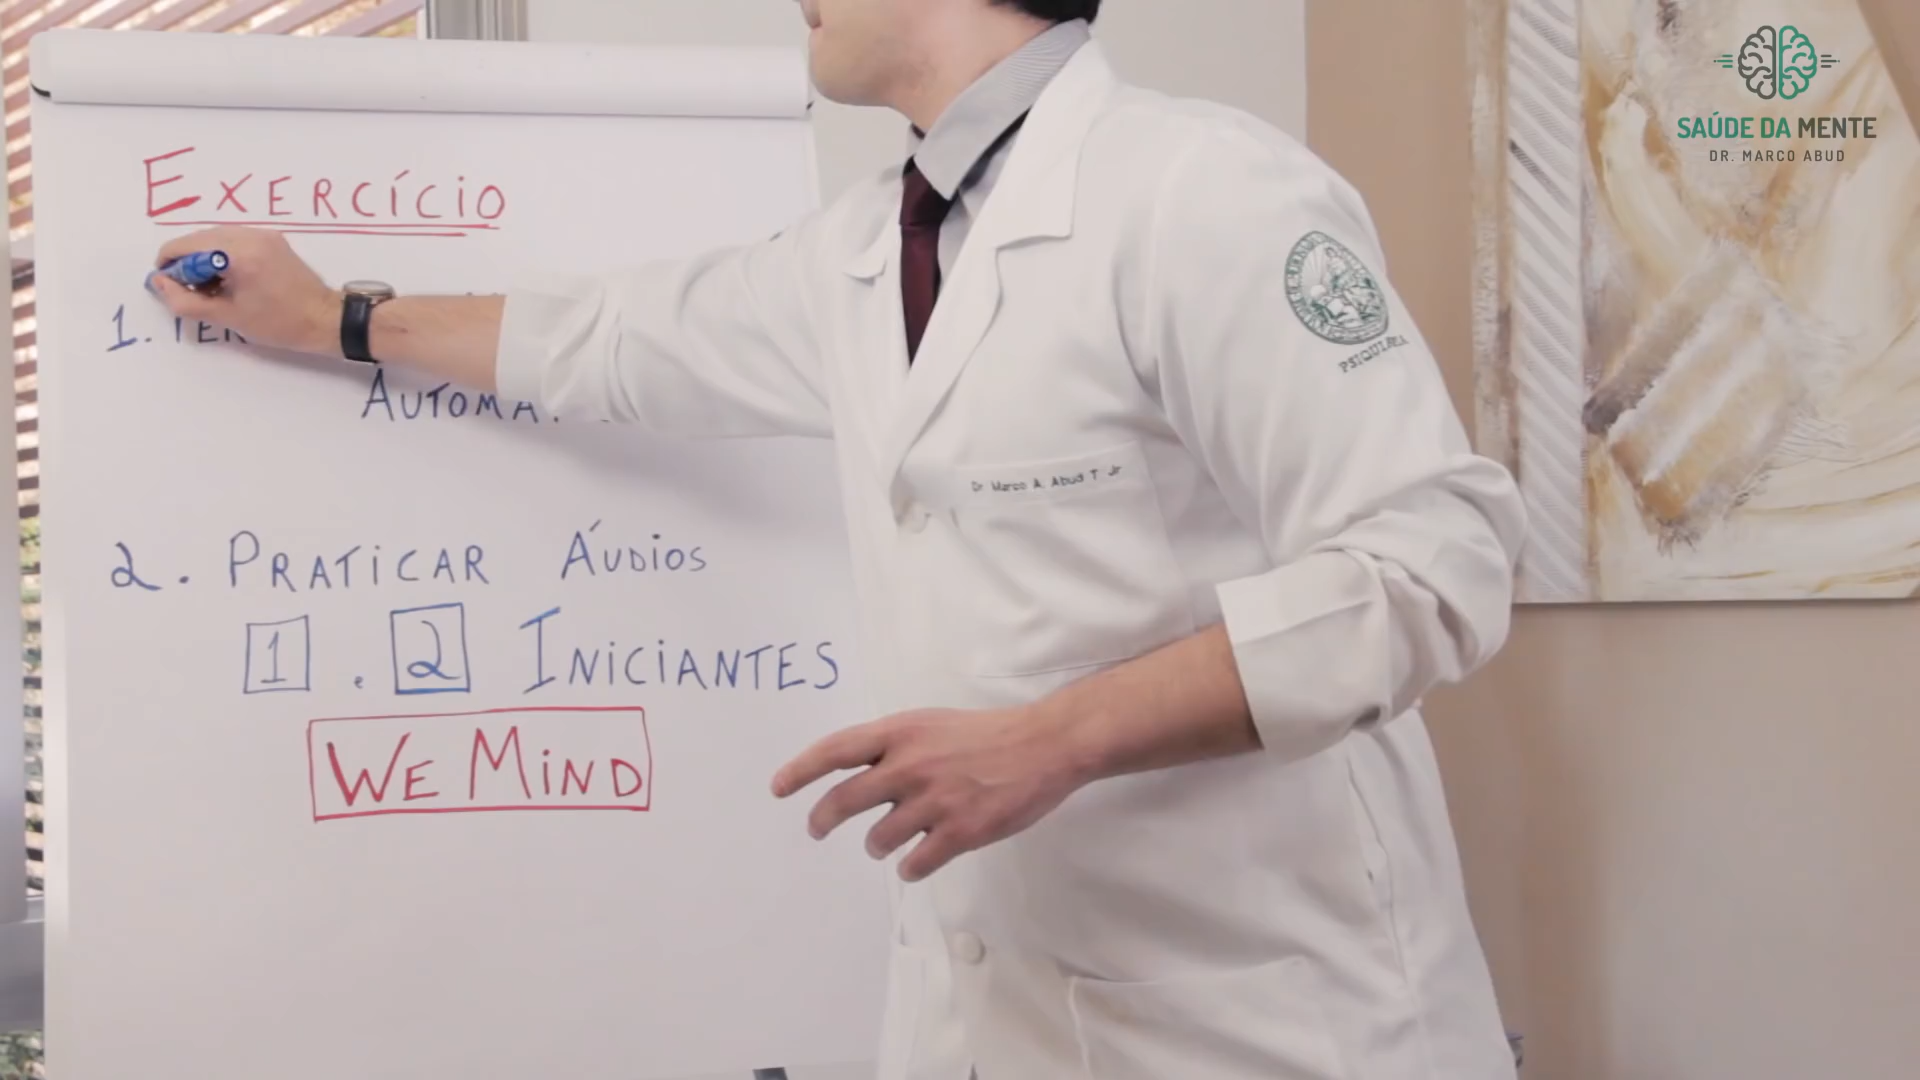 EXERCÍCIO
1.
2. PRATICAR ÁUDIOS
1 . 2 INICIANTES
WE MIND
Dr Marco A. Abud T Jr
PSIQUIATRIA
SAÚDE DA MENTE
DR. MARCO ABUD